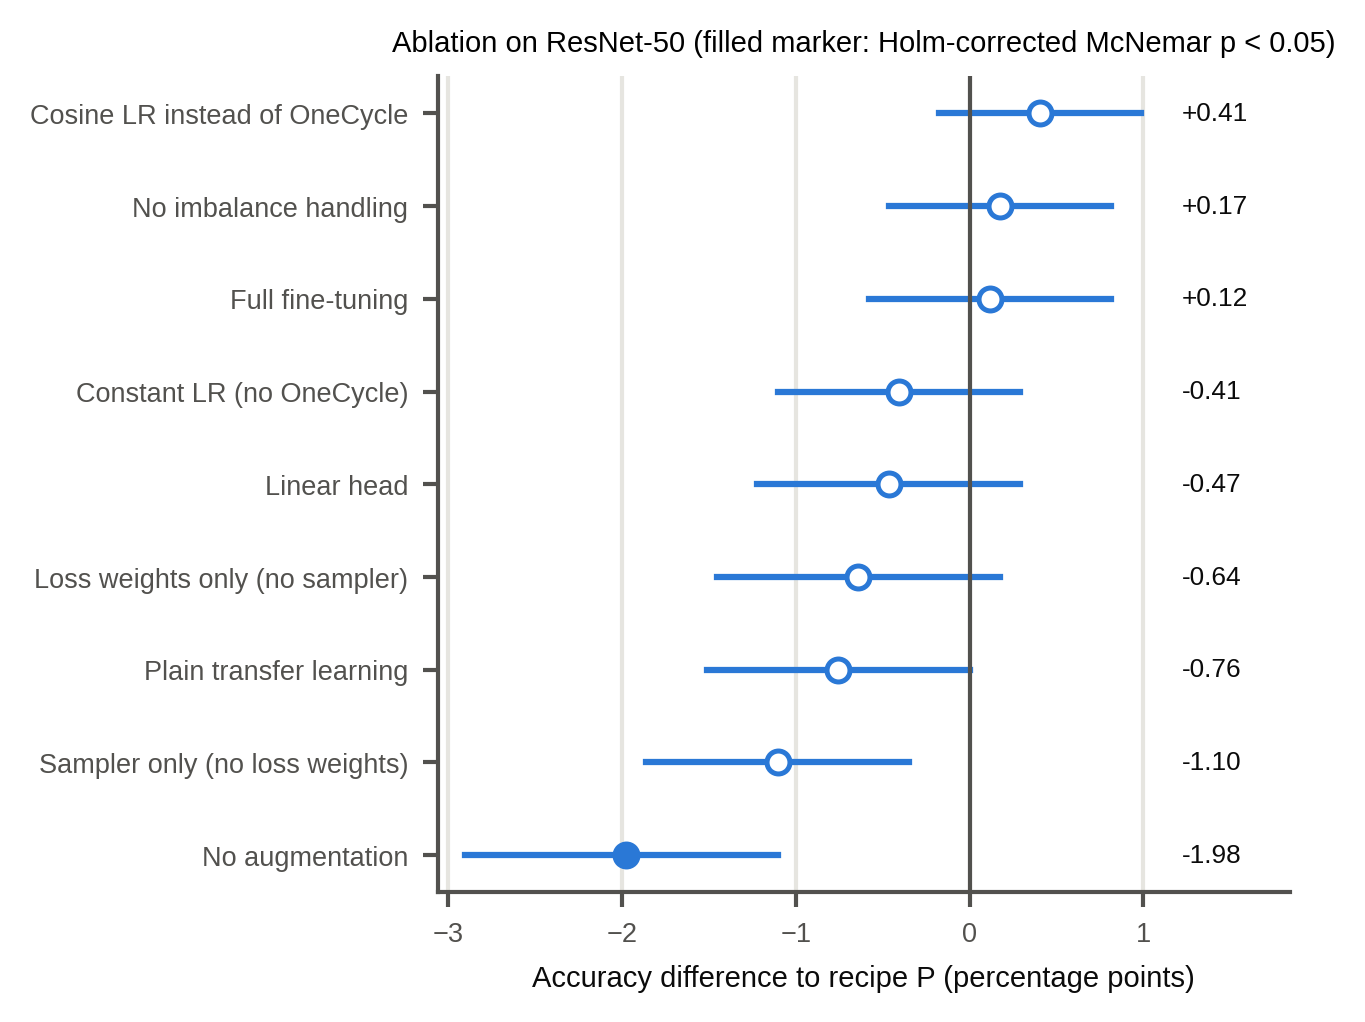 Ablation on ResNet-50 (filled marker: Holm-corrected McNemar p < 0.05)
Cosine LR instead of OneCycle +0.41
No imbalance handling +0.17
Full fine-tuning +0.12
Constant LR (no OneCycle) -0.41
Linear head -0.47
Loss weights only (no sampler) -0.64
Plain transfer learning -0.76
Sampler only (no loss weights) -1.10
No augmentation -1.98
−3 −2 −1 0 1
Accuracy difference to recipe P (percentage points)